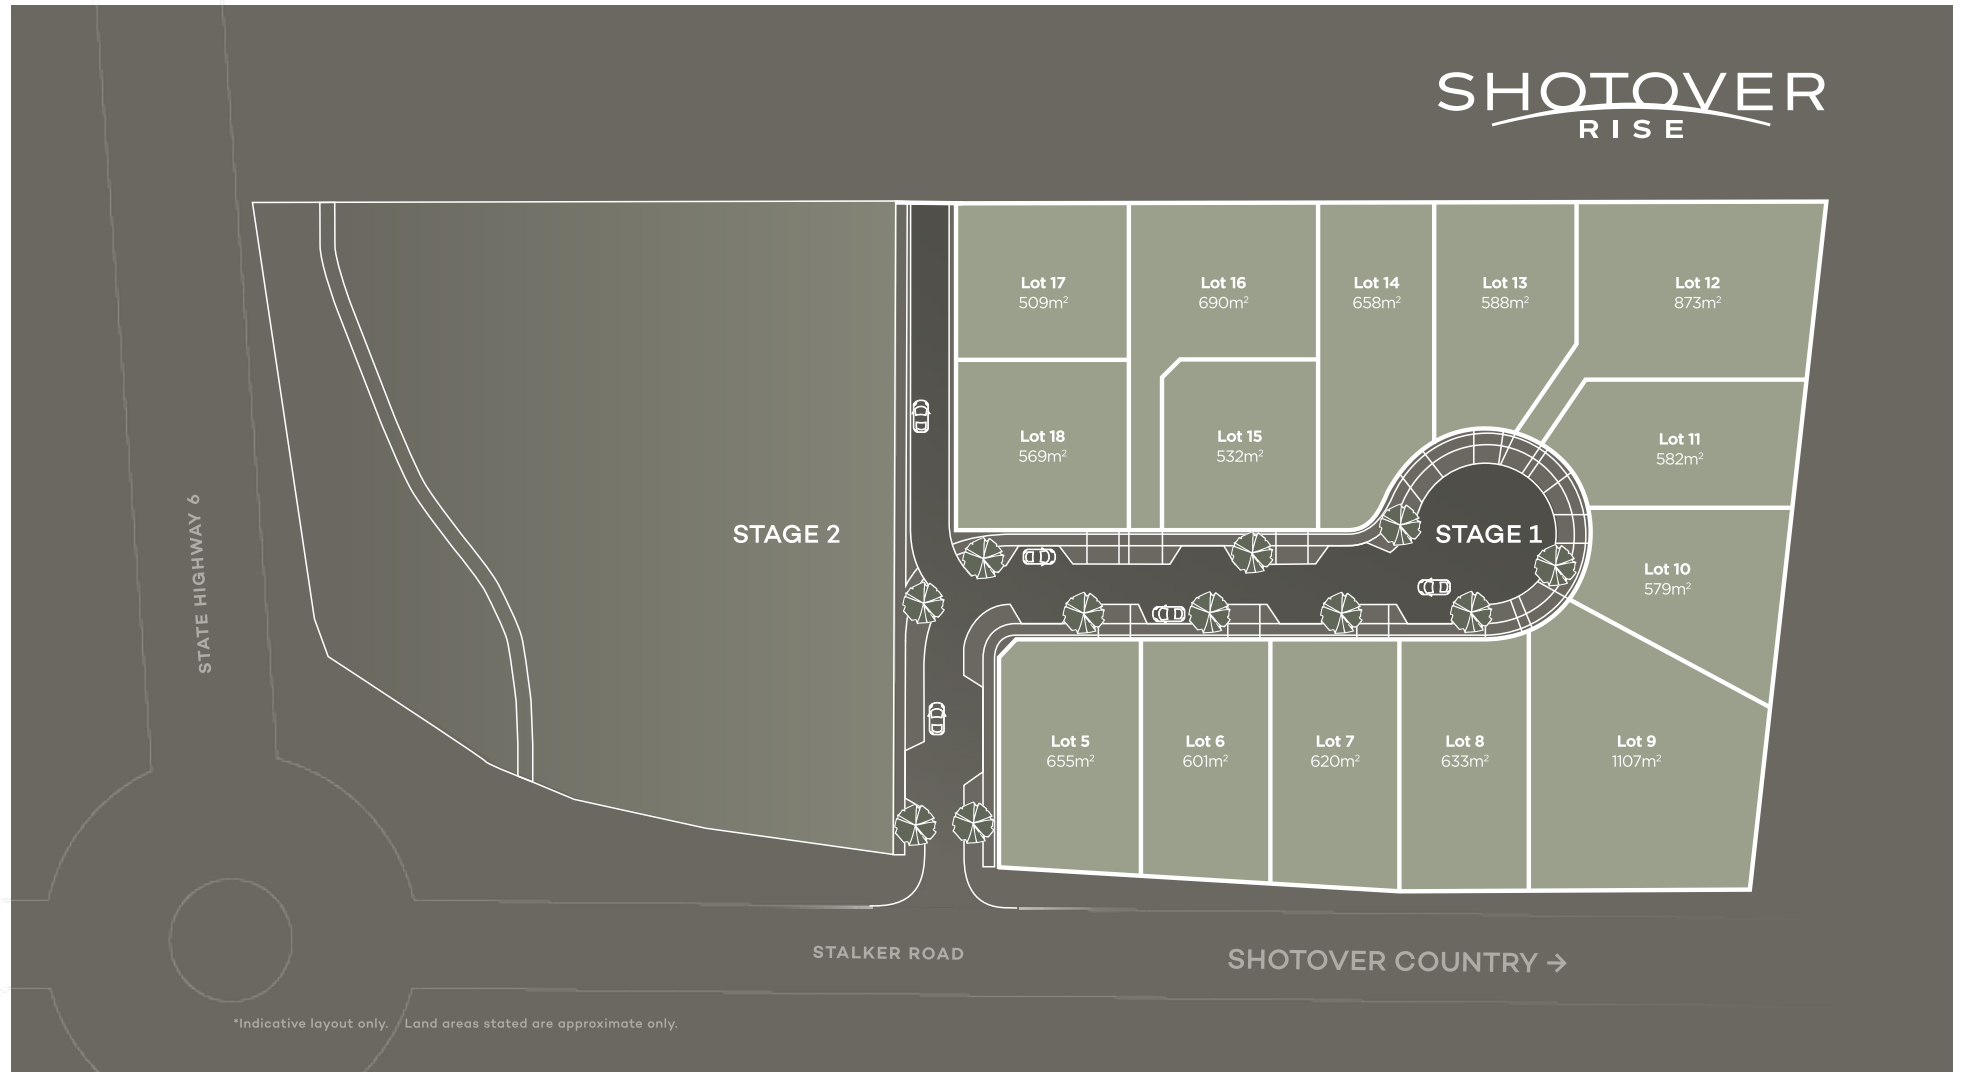 SHOTOVER
RISE
Lot 17
509m²
Lot 16
690m²
Lot 14
658m²
Lot 13
588m²
Lot 12
873m²
Lot 18
569m²
Lot 15
532m²
Lot 11
582m²
STAGE 2
STAGE 1
Lot 10
579m²
STATE HIGHWAY 6
Lot 5
655m²
Lot 6
601m²
Lot 7
620m²
Lot 8
633m²
Lot 9
1107m²
STALKER ROAD
SHOTOVER COUNTRY →
*Indicative layout only. Land areas stated are approximate only.